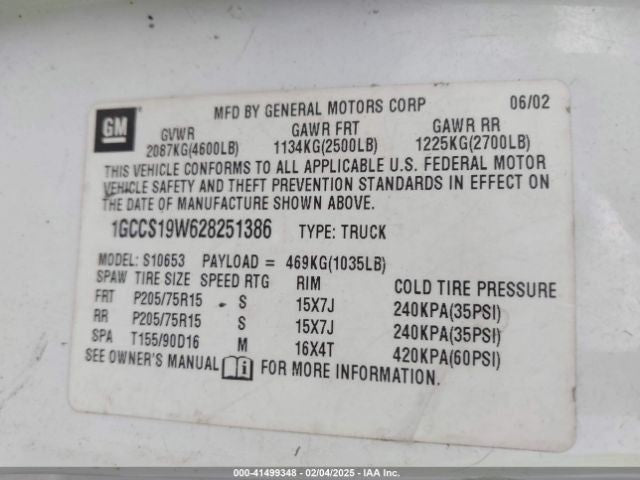 GM
MFD BY GENERAL MOTORS CORP 06/02
GVWR GAWR FRT GAWR RR
2087KG(4600LB) 1134KG(2500LB) 1225KG(2700LB)
THIS VEHICLE CONFORMS TO ALL APPLICABLE U.S. FEDERAL MOTOR
VEHICLE SAFETY AND THEFT PREVENTION STANDARDS IN EFFECT ON
THE DATE OF MANUFACTURE SHOWN ABOVE.
1GCCS19W628251386 TYPE: TRUCK
MODEL: S10653 PAYLOAD = 469KG(1035LB)
SPAW TIRE SIZE SPEED RTG RIM COLD TIRE PRESSURE
FRT P205/75R15 S 15X7J 240KPA(35PSI)
RR P205/75R15 S 15X7J 240KPA(35PSI)
SPA T155/90D16 M 16X4T 420KPA(60PSI)
SEE OWNER'S MANUAL FOR MORE INFORMATION.
000-41499348 - 02/04/2025 - IAA Inc.